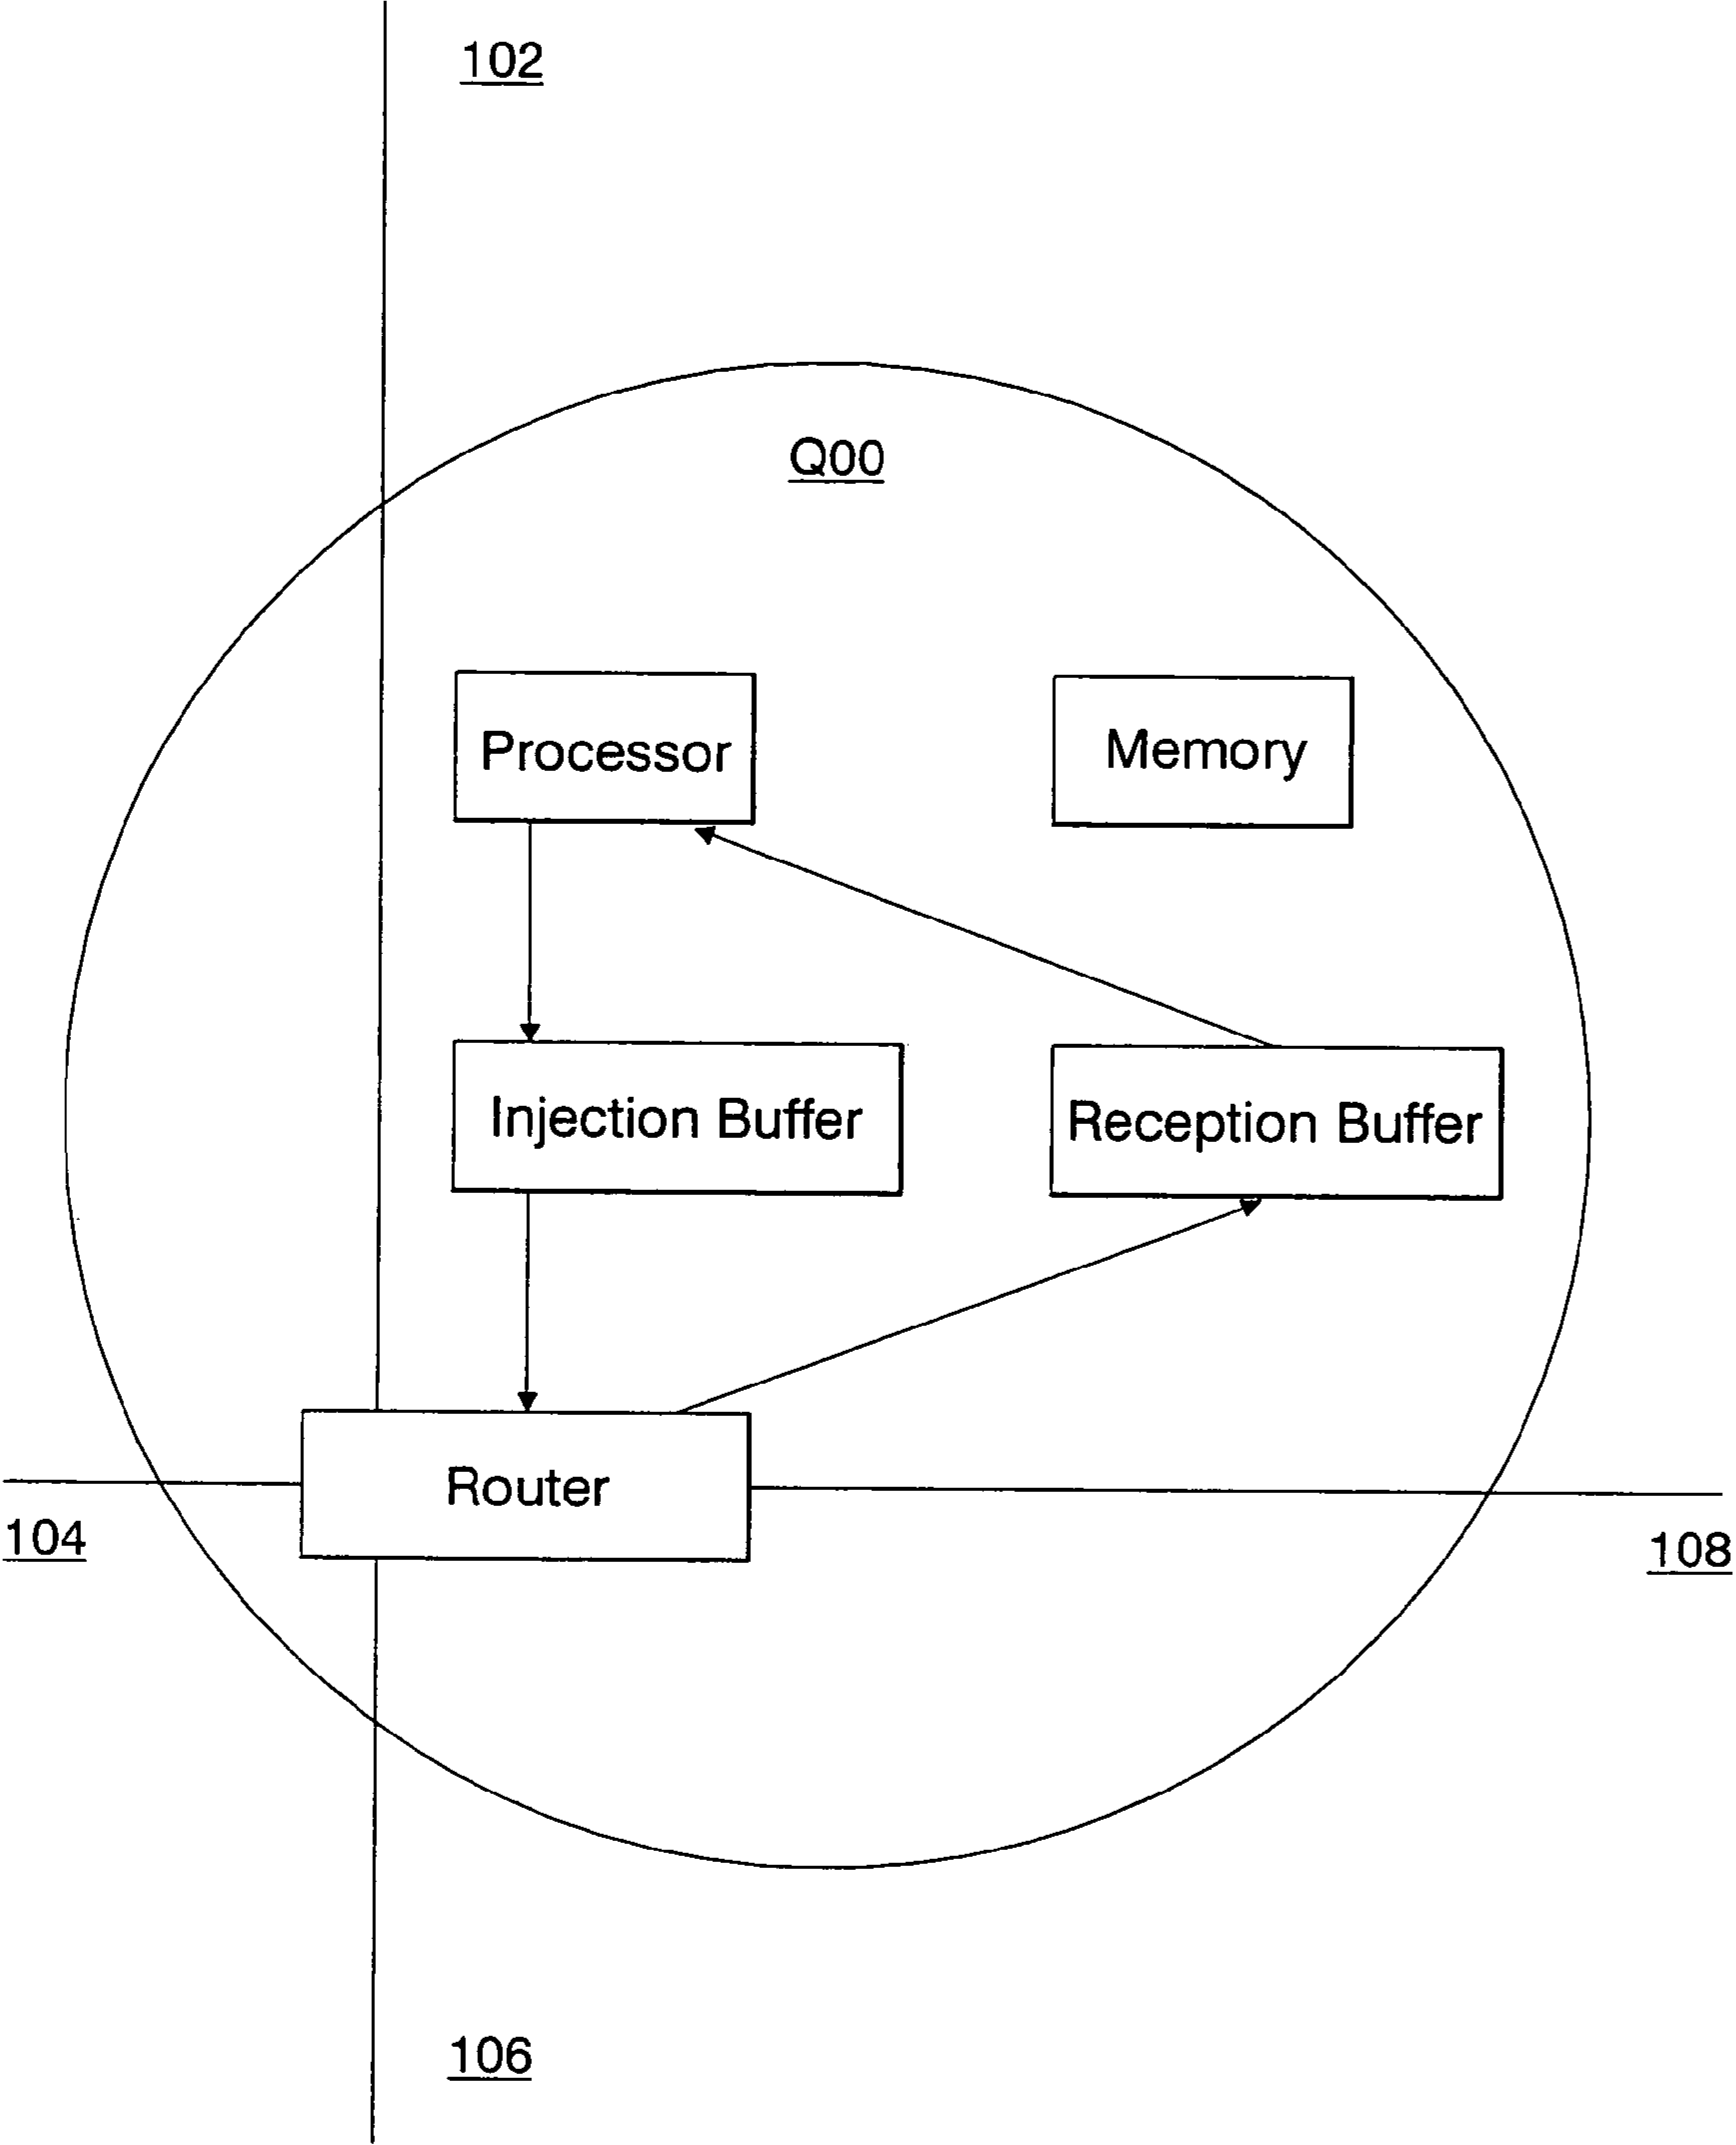 102
Q00
Processor
Memory
Injection Buffer
Reception Buffer
Router
104
108
106